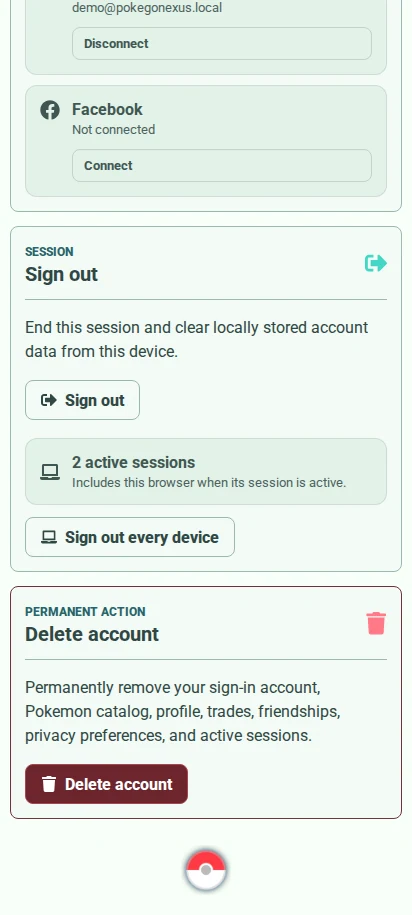 demo@pokegonexus.local
Disconnect
Facebook
Not connected
Connect
SESSION
Sign out
End this session and clear locally stored account
data from this device.
Sign out
2 active sessions
Includes this browser when its session is active.
Sign out every device
PERMANENT ACTION
Delete account
Permanently remove your sign-in account,
Pokemon catalog, profile, trades, friendships,
privacy preferences, and active sessions.
Delete account